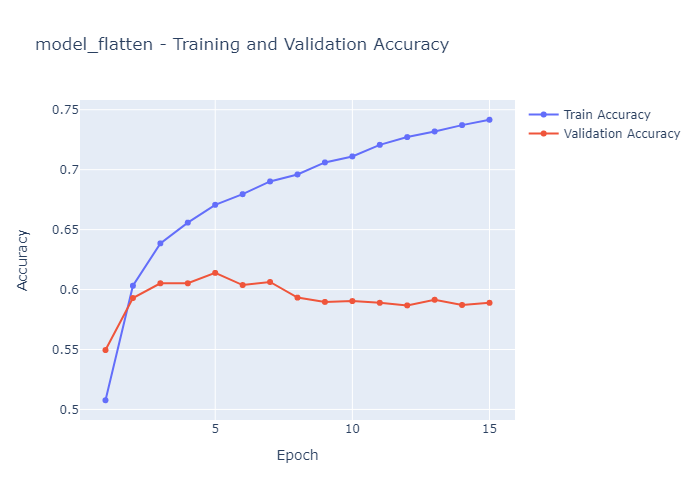 model_flatten - Training and Validation Accuracy
Train Accuracy
Validation Accuracy
Accuracy
0.75
0.7
0.65
0.6
0.55
0.5
5
10
15
Epoch